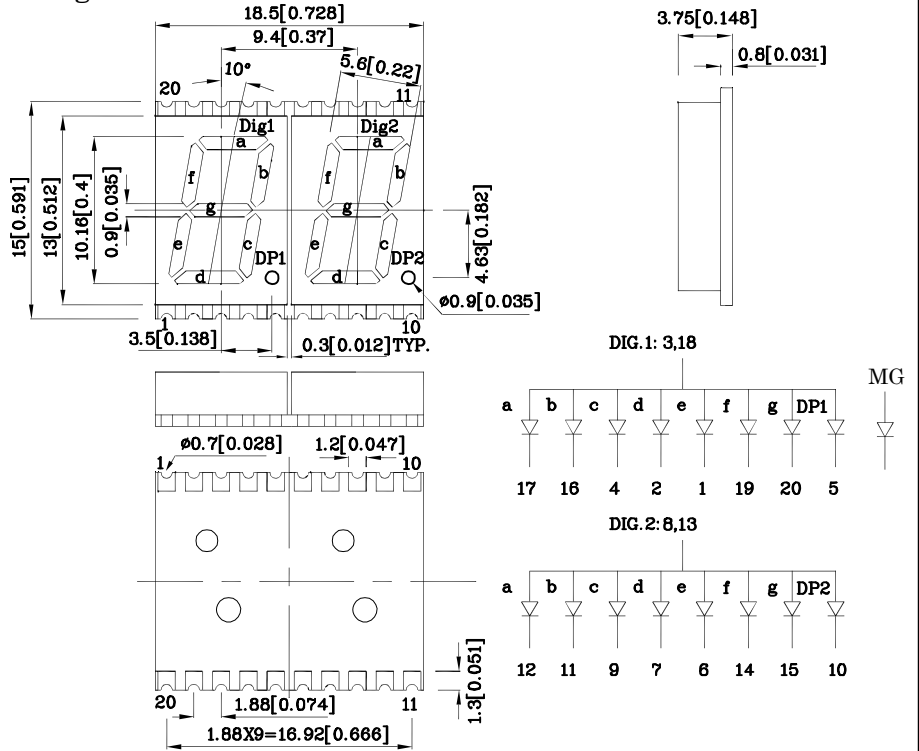 18.5[0.728]
9.4[0.37]
3.75[0.148]
0.8[0.031]
10°
5.6[0.22]
20
11
Dig1
Dig2
a
a
b
b
f
f
g
g
e
e
c
c
d
d
DP1
DP2
15[0.591]
13[0.512]
10.16[0.4]
0.9[0.035]
4.63[0.182]
ø0.9[0.035]
1
10
3.5[0.138]
0.3[0.012]TYP.
DIG.1: 3,18
MG
a b c d e f g DP1
17 16 4 2 1 19 20 5
ø0.7[0.028]
1.2[0.047]
1
10
DIG.2:8,13
a b c d e f g DP2
12 11 9 7 6 14 15 10
1.3[0.051]
20
1.88[0.074]
11
1.88X9=16.92[0.666]